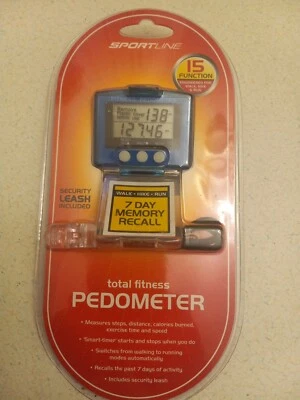 SPORTLINE
15
FUNCTION
138
12746
SECURITY
LEASH
INCLUDED
WALK • HIKE • RUN
7 DAY
MEMORY
RECALL
total fitness
PEDOMETER
• Measures steps, distance, calories burned,
exercise time and speed
• Smart-timer starts and stops when you do
• Switches from walking to running
modes automatically
• Recalls the past 7 days of activity
• Includes security leash